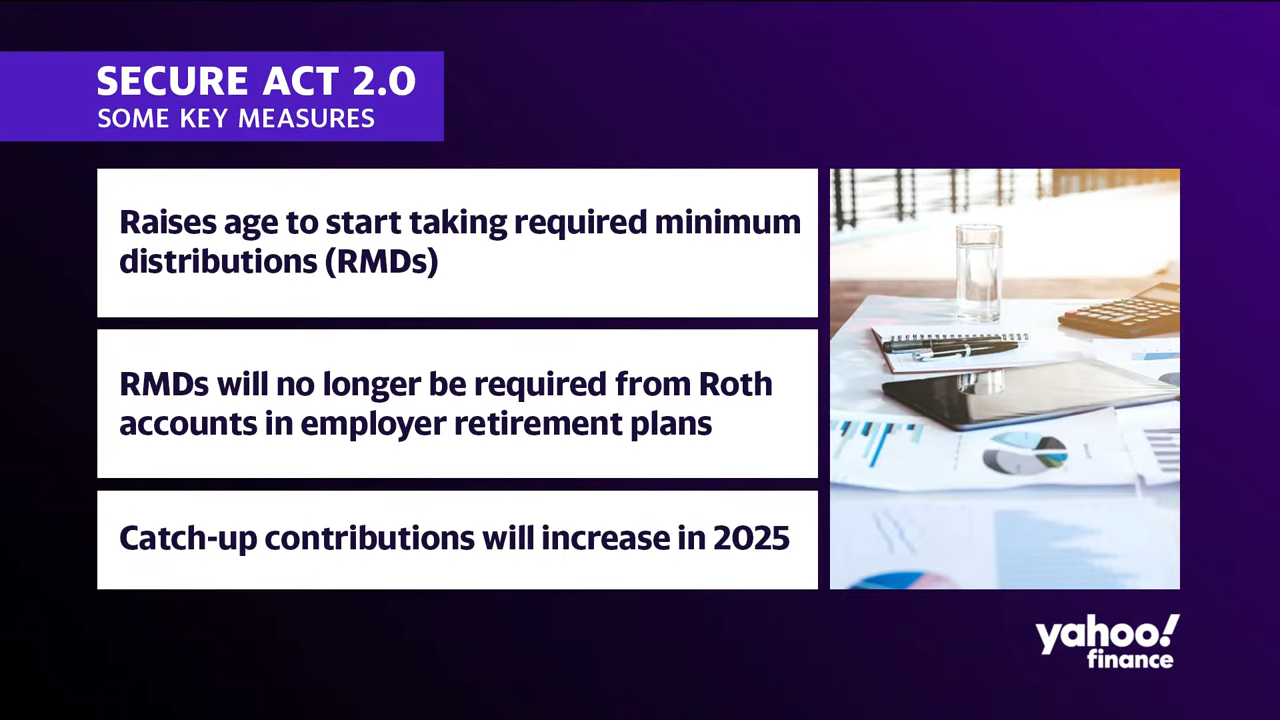 SECURE ACT 2.0
SOME KEY MEASURES
Raises age to start taking required minimum
distributions (RMDs)
RMDs will no longer be required from Roth
accounts in employer retirement plans
Catch-up contributions will increase in 2025
yahoo!
finance